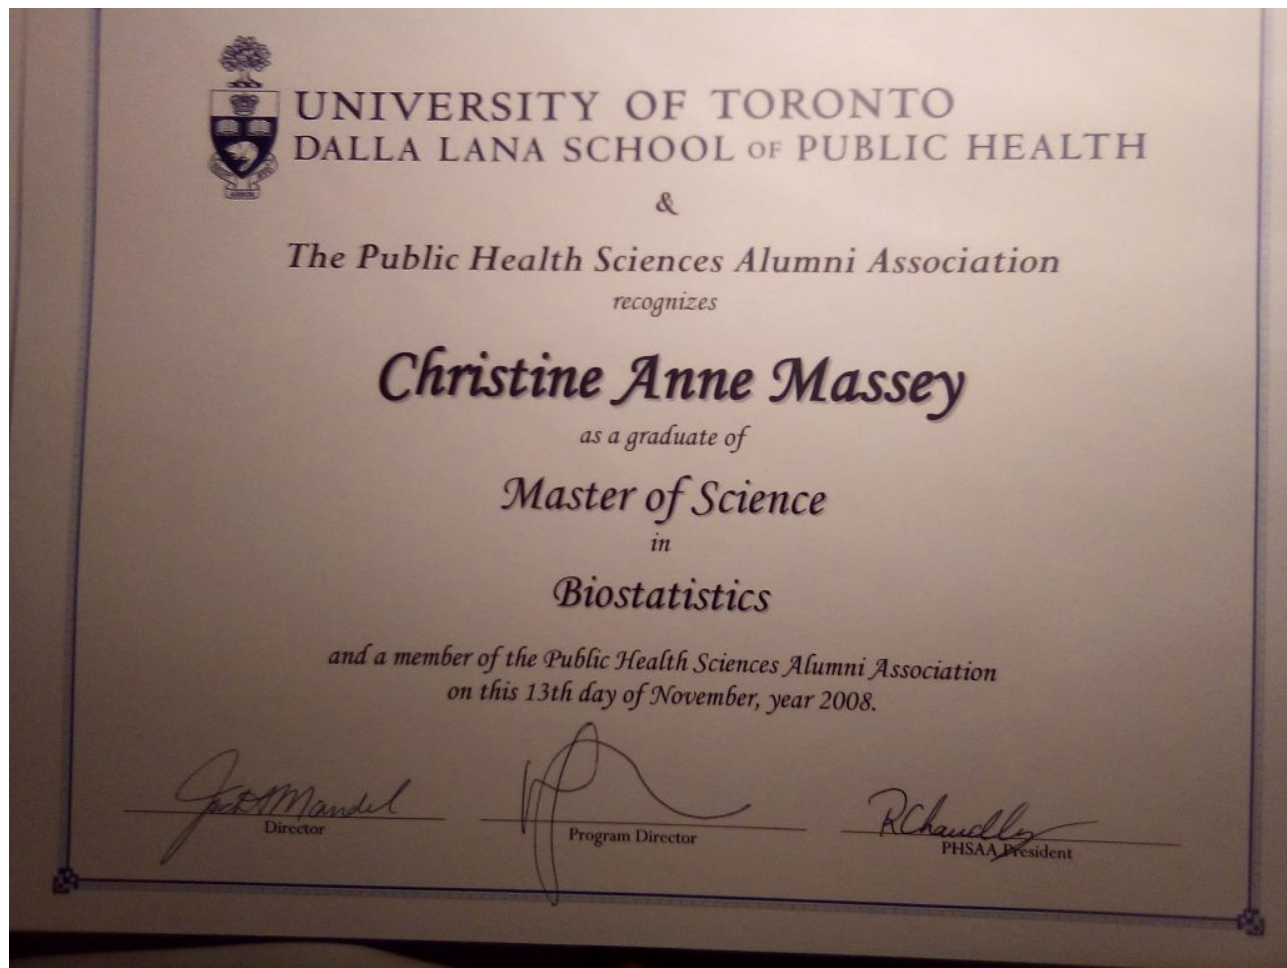 UNIVERSITY OF TORONTO
DALLA LANA SCHOOL OF PUBLIC HEALTH
&
The Public Health Sciences Alumni Association
recognizes
Christine Anne Massey
as a graduate of
Master of Science
in
Biostatistics
and a member of the Public Health Sciences Alumni Association
on this 13th day of November, year 2008.
Mandel
RChandler
Director
Program Director
PHSAA President